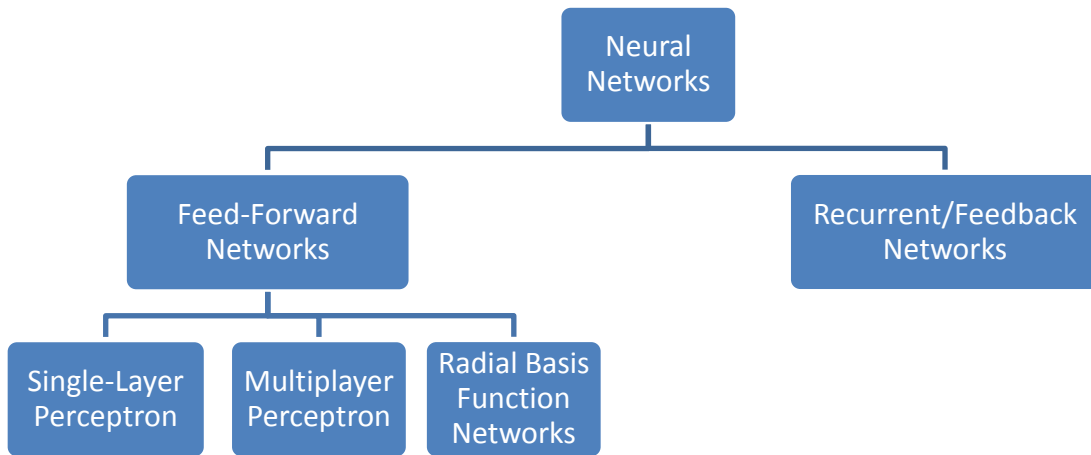 Neural
Networks
Feed-Forward
Networks
Recurrent/Feedback
Networks
Single-Layer
Perceptron
Multiplayer
Perceptron
Radial Basis
Function
Networks